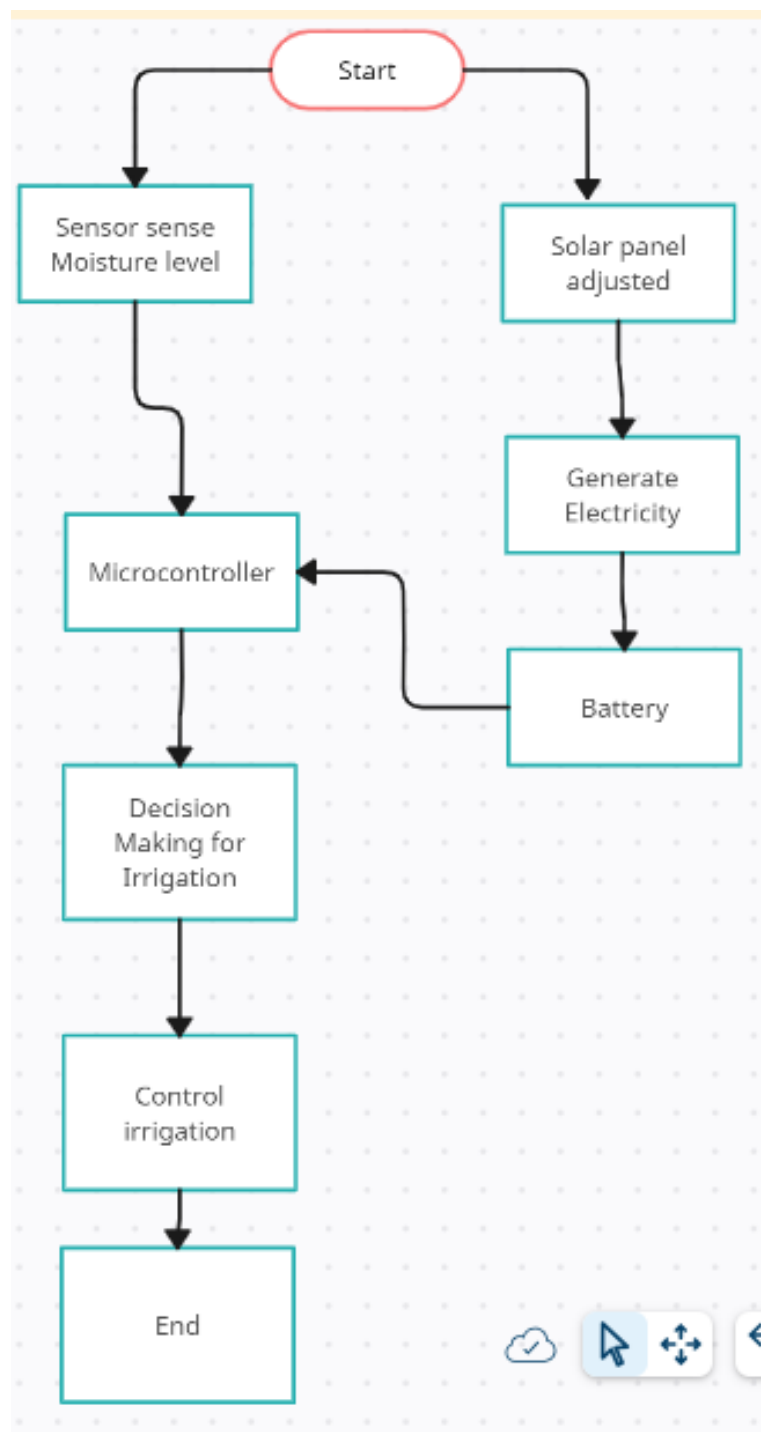 Start
Sensor sense
Moisture level
Solar panel
adjusted
Generate
Electricity
Microcontroller
Battery
Decision
Making for
Irrigation
Control
irrigation
End